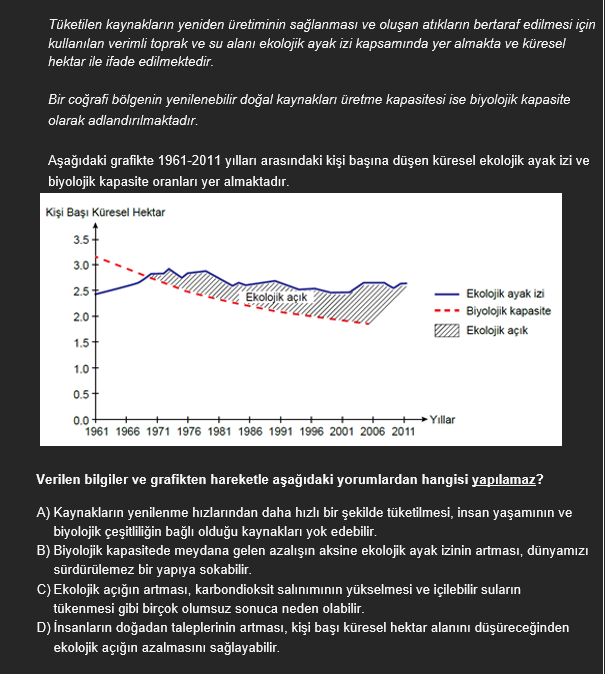 Tüketilen kaynakların yeniden üretiminin sağlanması ve oluşan atıkların bertaraf edilmesi için
kullanılan verimli toprak ve su alanı ekolojik ayak izi kapsamında yer almakta ve küresel
hektar ile ifade edilmektedir.
Bir coğrafi bölgenin yenilenebilir doğal kaynakları üretme kapasitesi ise biyolojik kapasite
olarak adlandırılmaktadır.
Aşağıdaki grafikte 1961-2011 yılları arasındaki kişi başına düşen küresel ekolojik ayak izi ve
biyolojik kapasite oranları yer almaktadır.
Kişi Başı Küresel Hektar
3.5
3.0
2.5
2.0
1.5
1.0
0.5
0.0
Ekolojik açık
Ekolojik ayak izi
Biyolojik kapasite
Ekolojik açık
Yıllar
1961 1966 1971 1976 1981 1986 1991 1996 2001 2006 2011
Verilen bilgiler ve grafikten hareketle aşağıdaki yorumlardan hangisi yapılamaz?
A) Kaynakların yenilenme hızlarından daha hızlı bir şekilde tüketilmesi, insan yaşamının ve
biyolojik çeşitliliğin bağlı olduğu kaynakları yok edebilir.
B) Biyolojik kapasitede meydana gelen azalışın aksine ekolojik ayak izinin artması, dünyamızı
sürdürülemez bir yapıya sokabilir.
C) Ekolojik açığın artması, karbondioksit salınımının yükselmesi ve içilebilir suların
tükenmesi gibi birçok olumsuz sonuca neden olabilir.
D) İnsanların doğadan taleplerinin artması, kişi başı küresel hektar alanını düşüreceğinden
ekolojik açığın azalmasını sağlayabilir.